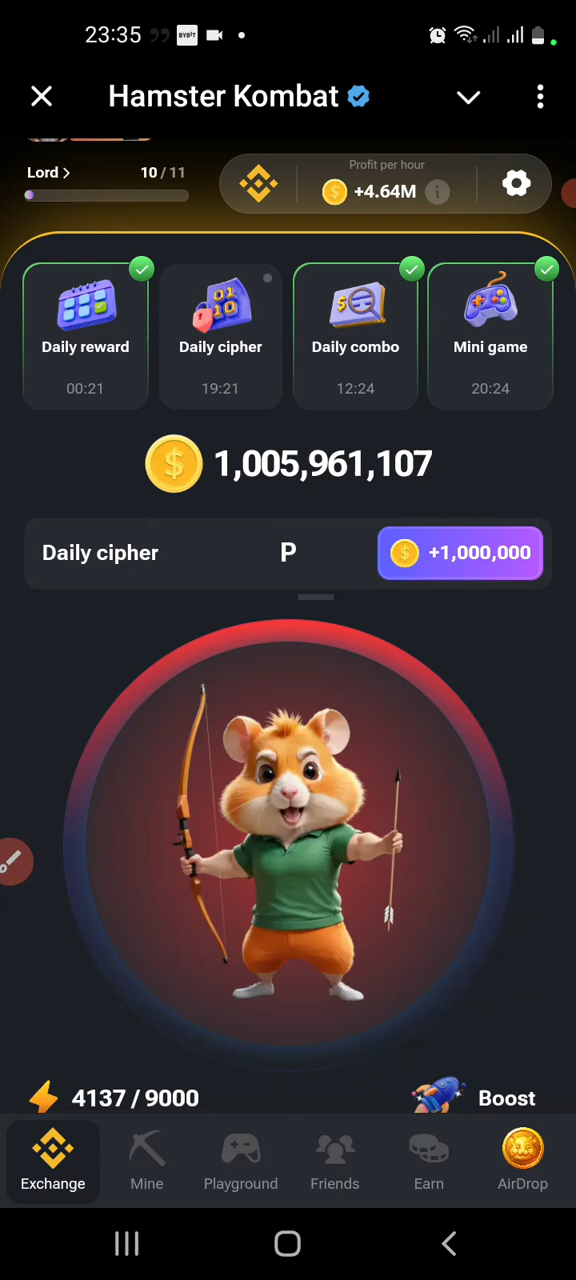 23:35 BYBIT
Hamster Kombat
Lord > 10 / 11
Profit per hour
+4.64M
Daily reward
00:21
Daily cipher
19:21
Daily combo
12:24
Mini game
20:24
1,005,961,107
Daily cipher P +1,000,000
4137 / 9000 Boost
Exchange Mine Playground Friends Earn AirDrop